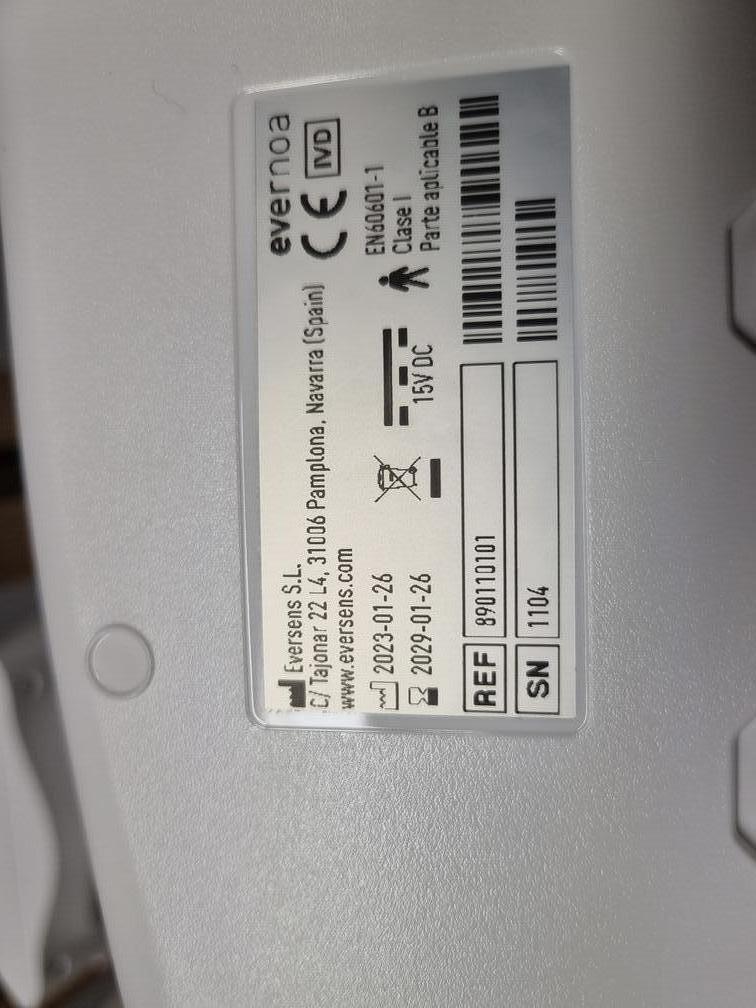 Eversens S.L.
C/ Tajonar 22 L4, 31006 Pamplona, Navarra (Spain)
www.eversens.com
evernoa
CE IVD
2023-01-26
2029-01-26
15V DC
EN60601-1
Clase I
Parte aplicable B
REF 890110101
SN 1104